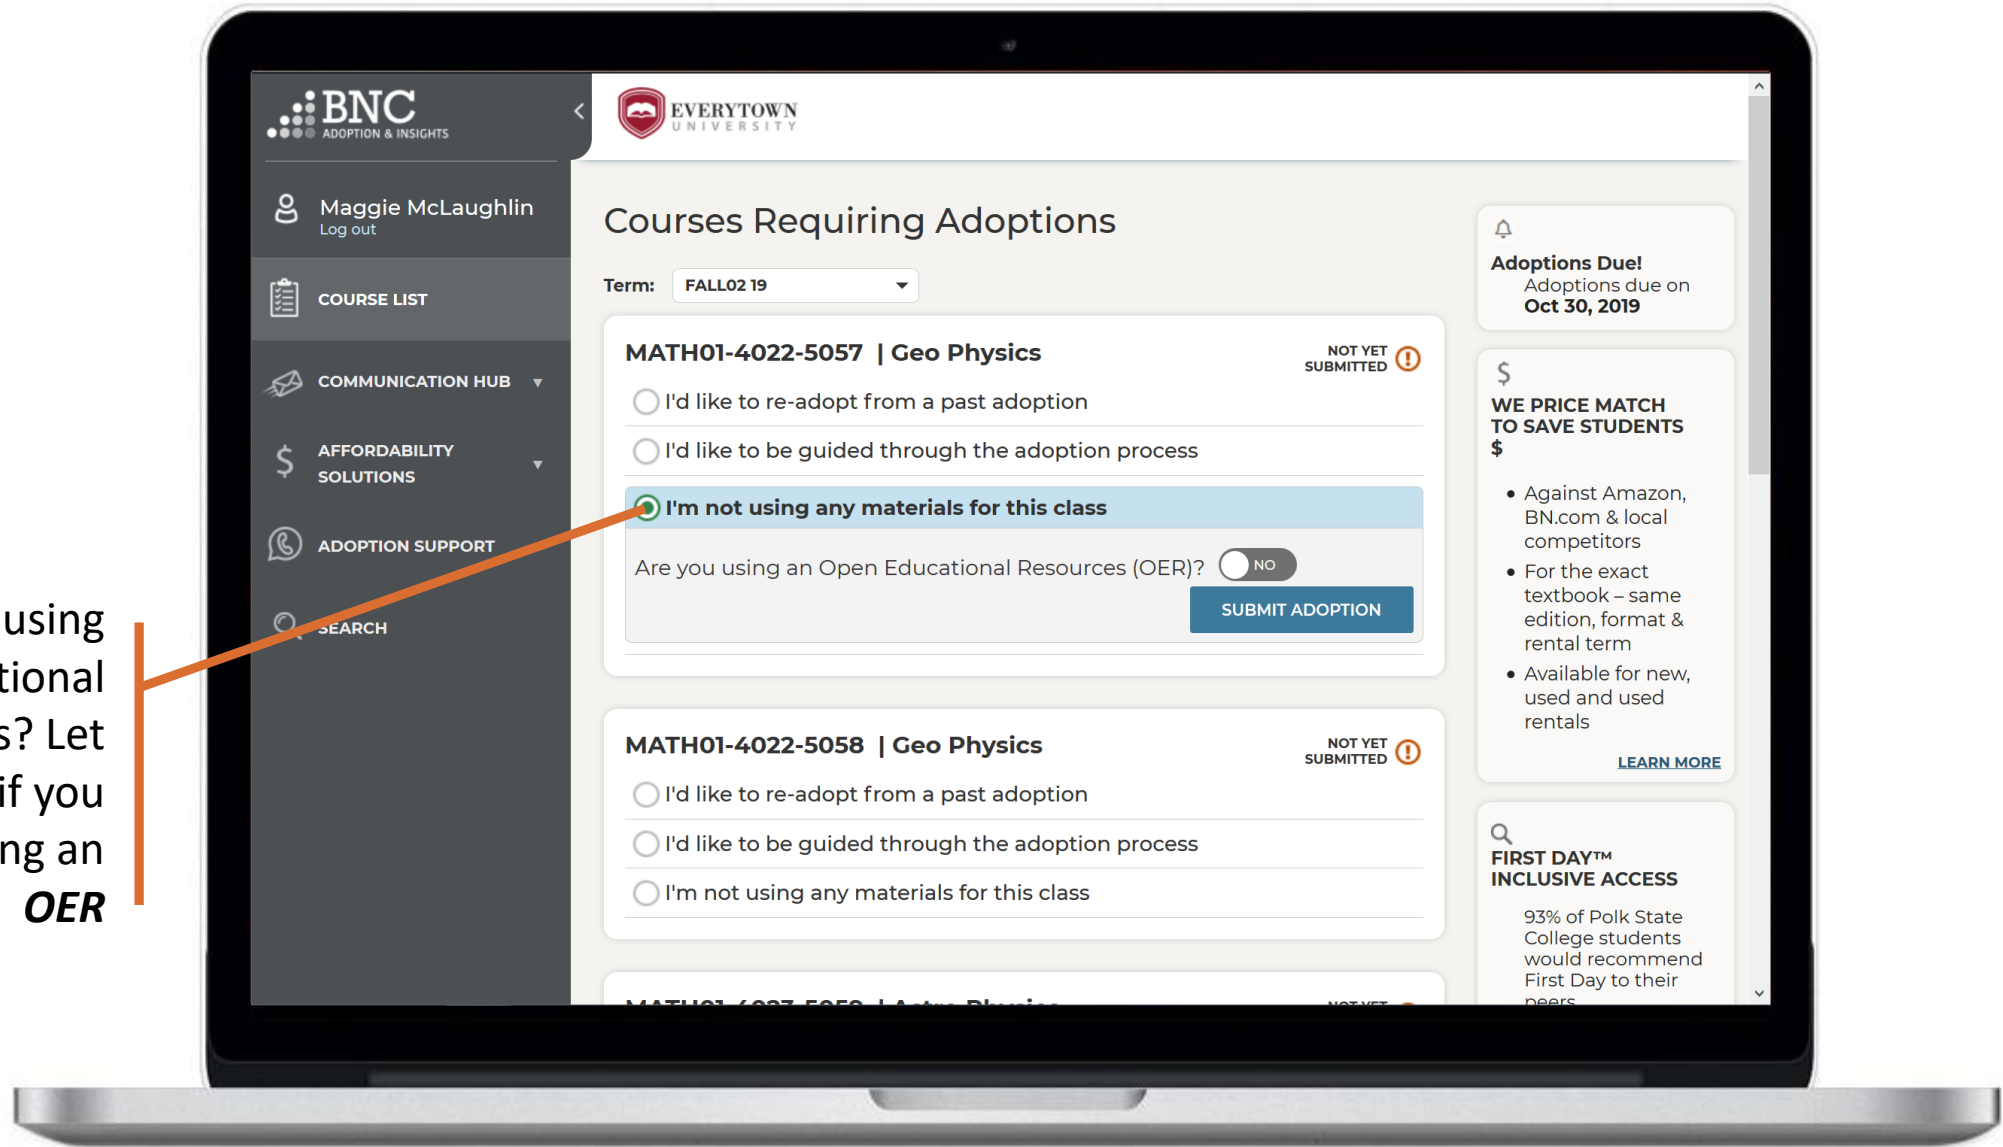 BNC
ADOPTION & INSIGHTS
Maggie McLaughlin
Log out
COURSE LIST
COMMUNICATION HUB
AFFORDABILITY
SOLUTIONS
ADOPTION SUPPORT
SEARCH
using
? Let
if you
an
OER
EVERYTOWN
UNIVERSITY
Courses Requiring Adoptions
Term: FALL02 19
MATH01-4022-5057 | Geo Physics
NOT YET
SUBMITTED
I'd like to re-adopt from a past adoption
I'd like to be guided through the adoption process
I'm not using any materials for this class
Are you using an Open Educational Resources (OER)? NO
SUBMIT ADOPTION
MATH01-4022-5058 | Geo Physics
NOT YET
SUBMITTED
I'd like to re-adopt from a past adoption
I'd like to be guided through the adoption process
I'm not using any materials for this class
Adoptions Due!
Adoptions due on
Oct 30, 2019
$
WE PRICE MATCH
TO SAVE STUDENTS
$
• Against Amazon,
BN.com & local
competitors
• For the exact
textbook – same
edition, format &
rental term
• Available for new,
used and used
rentals
LEARN MORE
FIRST DAY™
INCLUSIVE ACCESS
93% of Polk State
College students
would recommend
First Day to their
peers